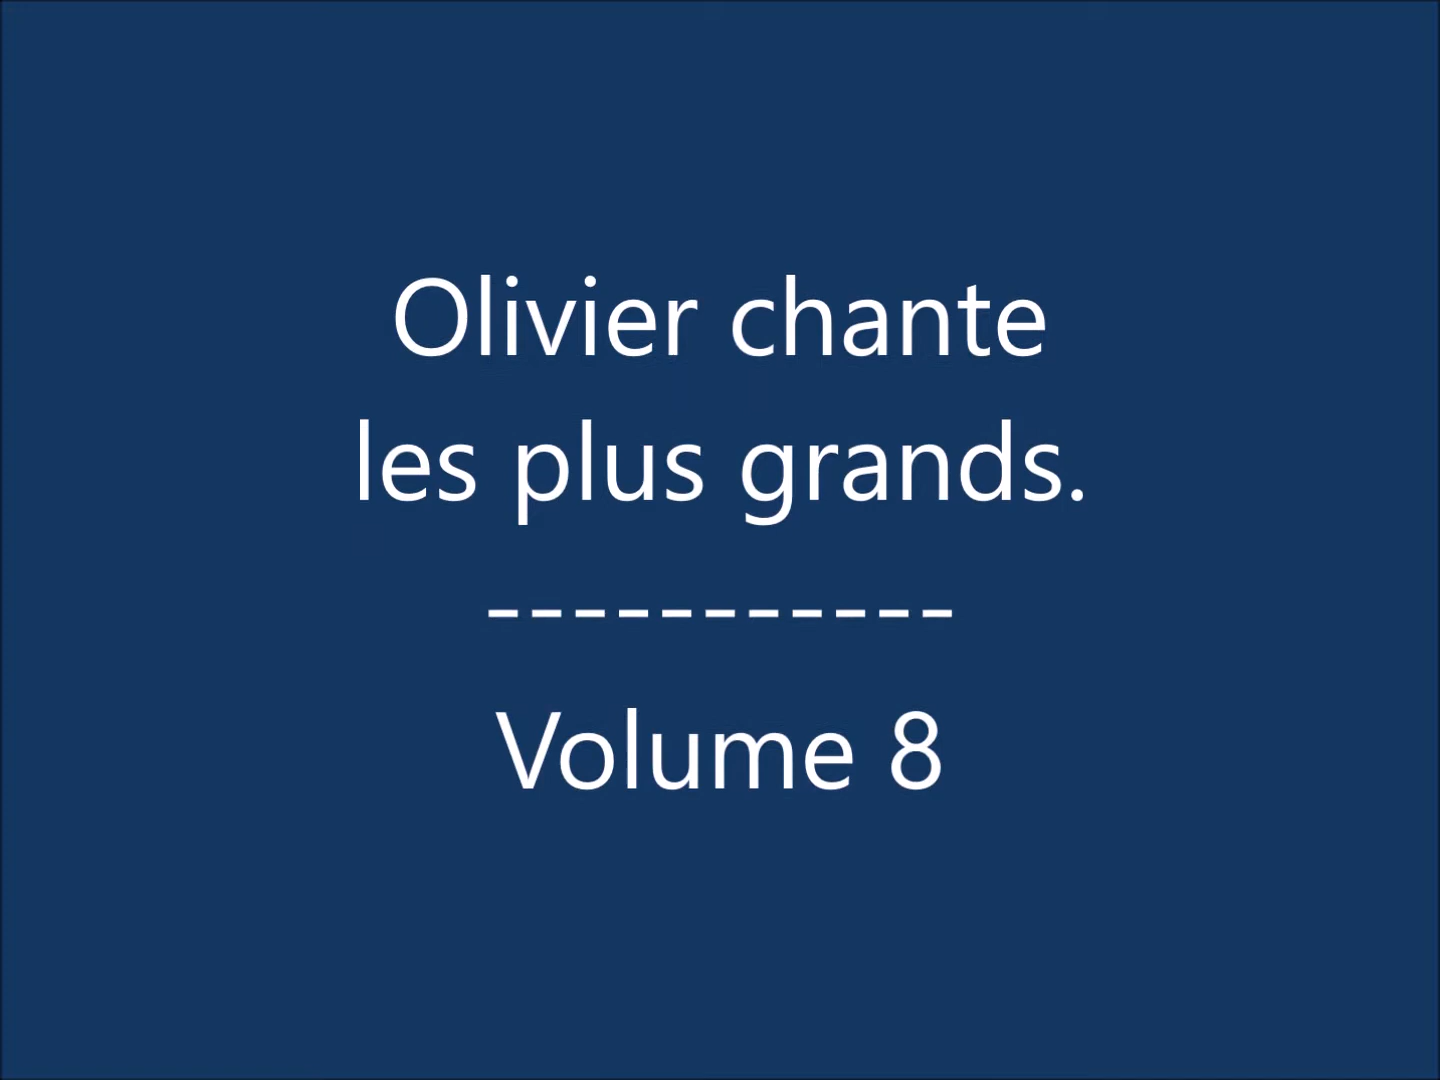 Olivier chante
les plus grands.
-----------
Volume 8